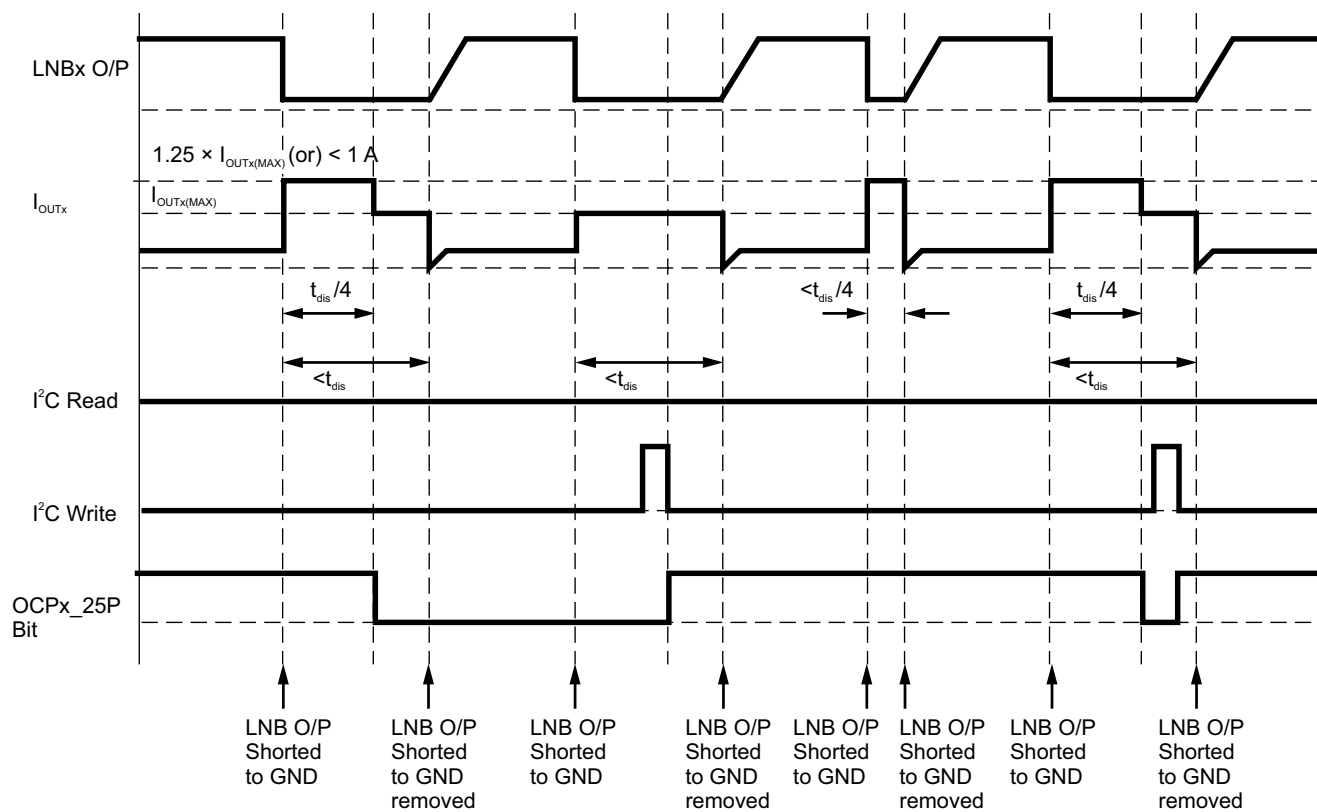 LNBx O/P
1.25 × IOUTx(MAX) (or) < 1 A
IOUTx(MAX)
IOUTx
tdis/4
<tdis/4
tdis/4
<tdis
<tdis
<tdis
I²C Read
I²C Write
OCPx_25P
Bit
LNB O/P
Shorted
to GND
LNB O/P
Shorted
to GND
removed
LNB O/P
Shorted
to GND
LNB O/P
Shorted
to GND
removed
LNB O/P
Shorted
to GND
LNB O/P
Shorted
to GND
removed
LNB O/P
Shorted
to GND
LNB O/P
Shorted
to GND
removed